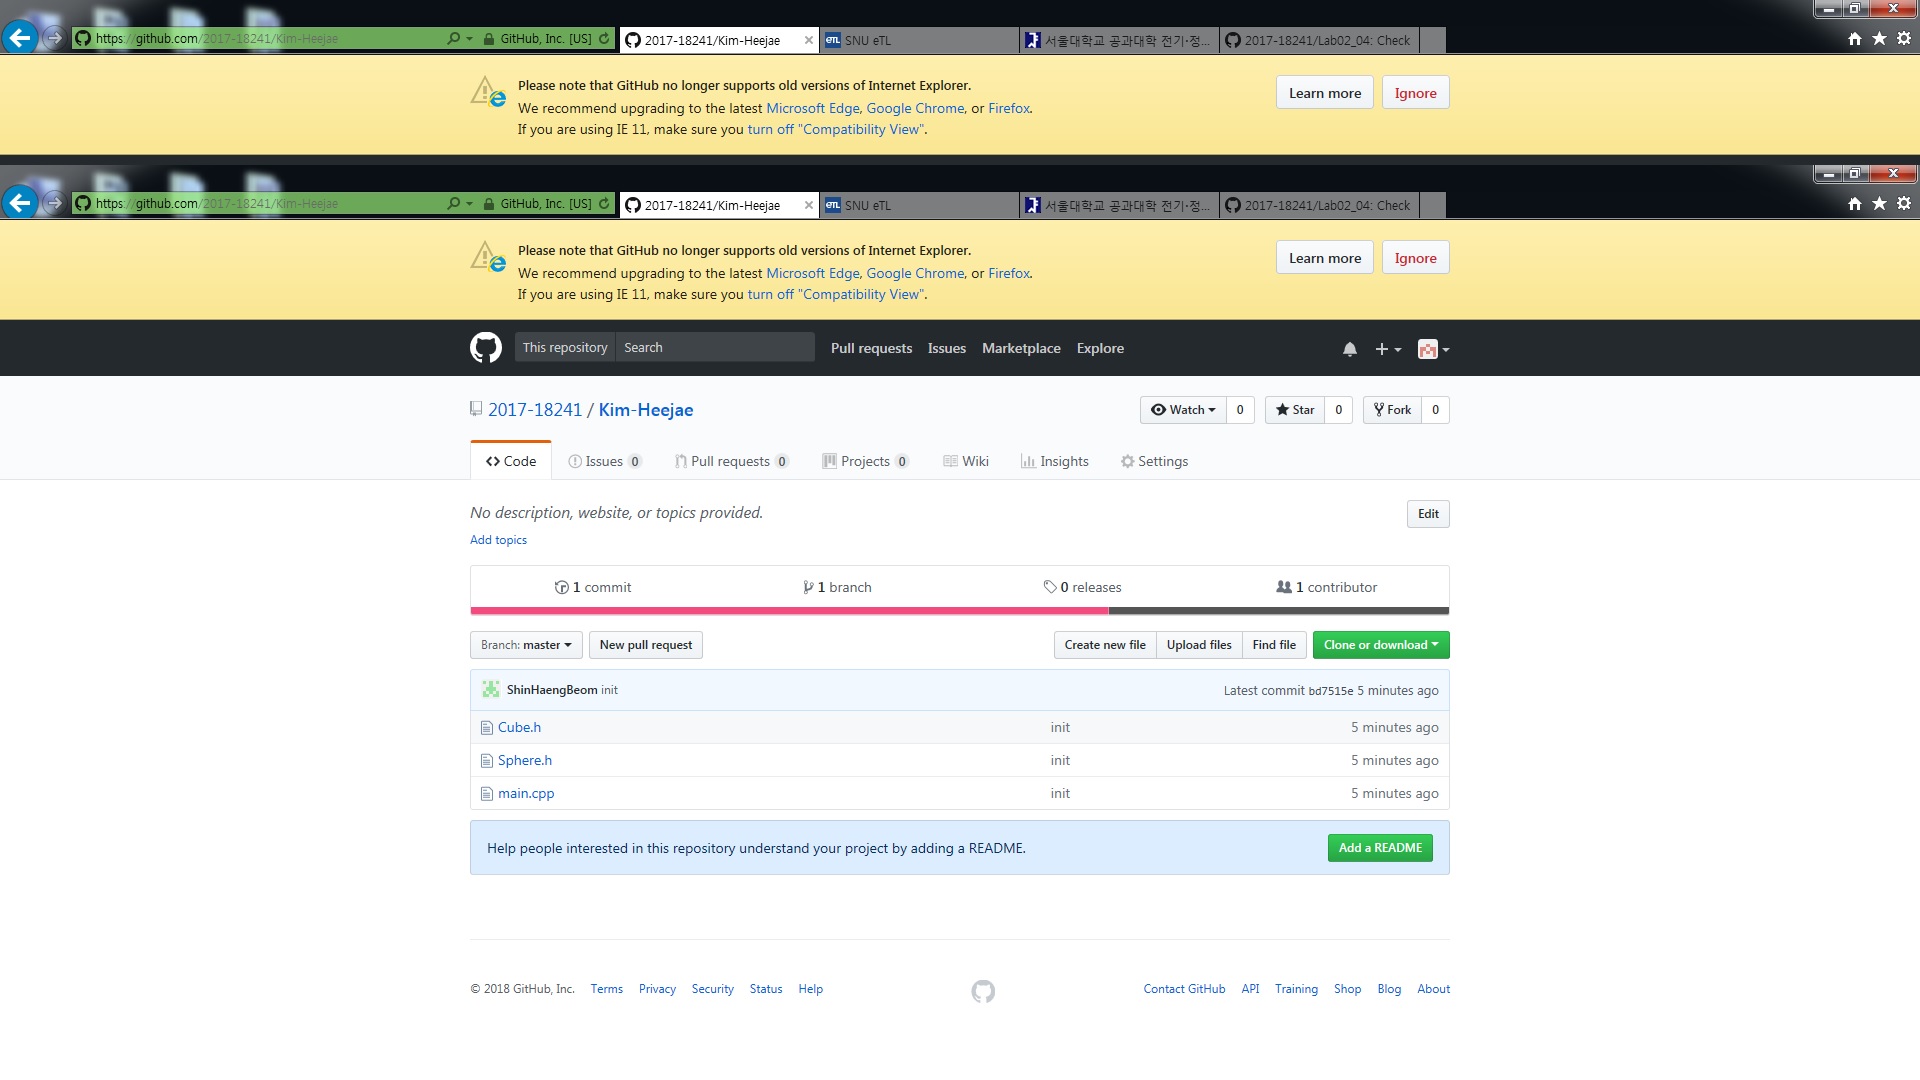 https://github.com/2017-18241/Kim-Heejae GitHub, Inc. [US] 2017-18241/Kim-Heejae SNU eTL 서울대학교 공과대학 전기·정... 2017-18241/Lab02_04: Check
Please note that GitHub no longer supports old versions of Internet Explorer.
We recommend upgrading to the latest Microsoft Edge, Google Chrome, or Firefox.
If you are using IE 11, make sure you turn off "Compatibility View".
Learn more Ignore
https://github.com/2017-18241/Kim-Heejae GitHub, Inc. [US] 2017-18241/Kim-Heejae SNU eTL 서울대학교 공과대학 전기·정... 2017-18241/Lab02_04: Check
Please note that GitHub no longer supports old versions of Internet Explorer.
We recommend upgrading to the latest Microsoft Edge, Google Chrome, or Firefox.
If you are using IE 11, make sure you turn off "Compatibility View".
Learn more Ignore
This repository Search Pull requests Issues Marketplace Explore
2017-18241 / Kim-Heejae Watch 0 Star 0 Fork 0
Code Issues 0 Pull requests 0 Projects 0 Wiki Insights Settings
No description, website, or topics provided. Edit
Add topics
1 commit 1 branch 0 releases 1 contributor
Branch: master New pull request Create new file Upload files Find file Clone or download
ShinHaengBeom init Latest commit bd7515e 5 minutes ago
Cube.h init 5 minutes ago
Sphere.h init 5 minutes ago
main.cpp init 5 minutes ago
Help people interested in this repository understand your project by adding a README. Add a README
© 2018 GitHub, Inc. Terms Privacy Security Status Help Contact GitHub API Training Shop Blog About